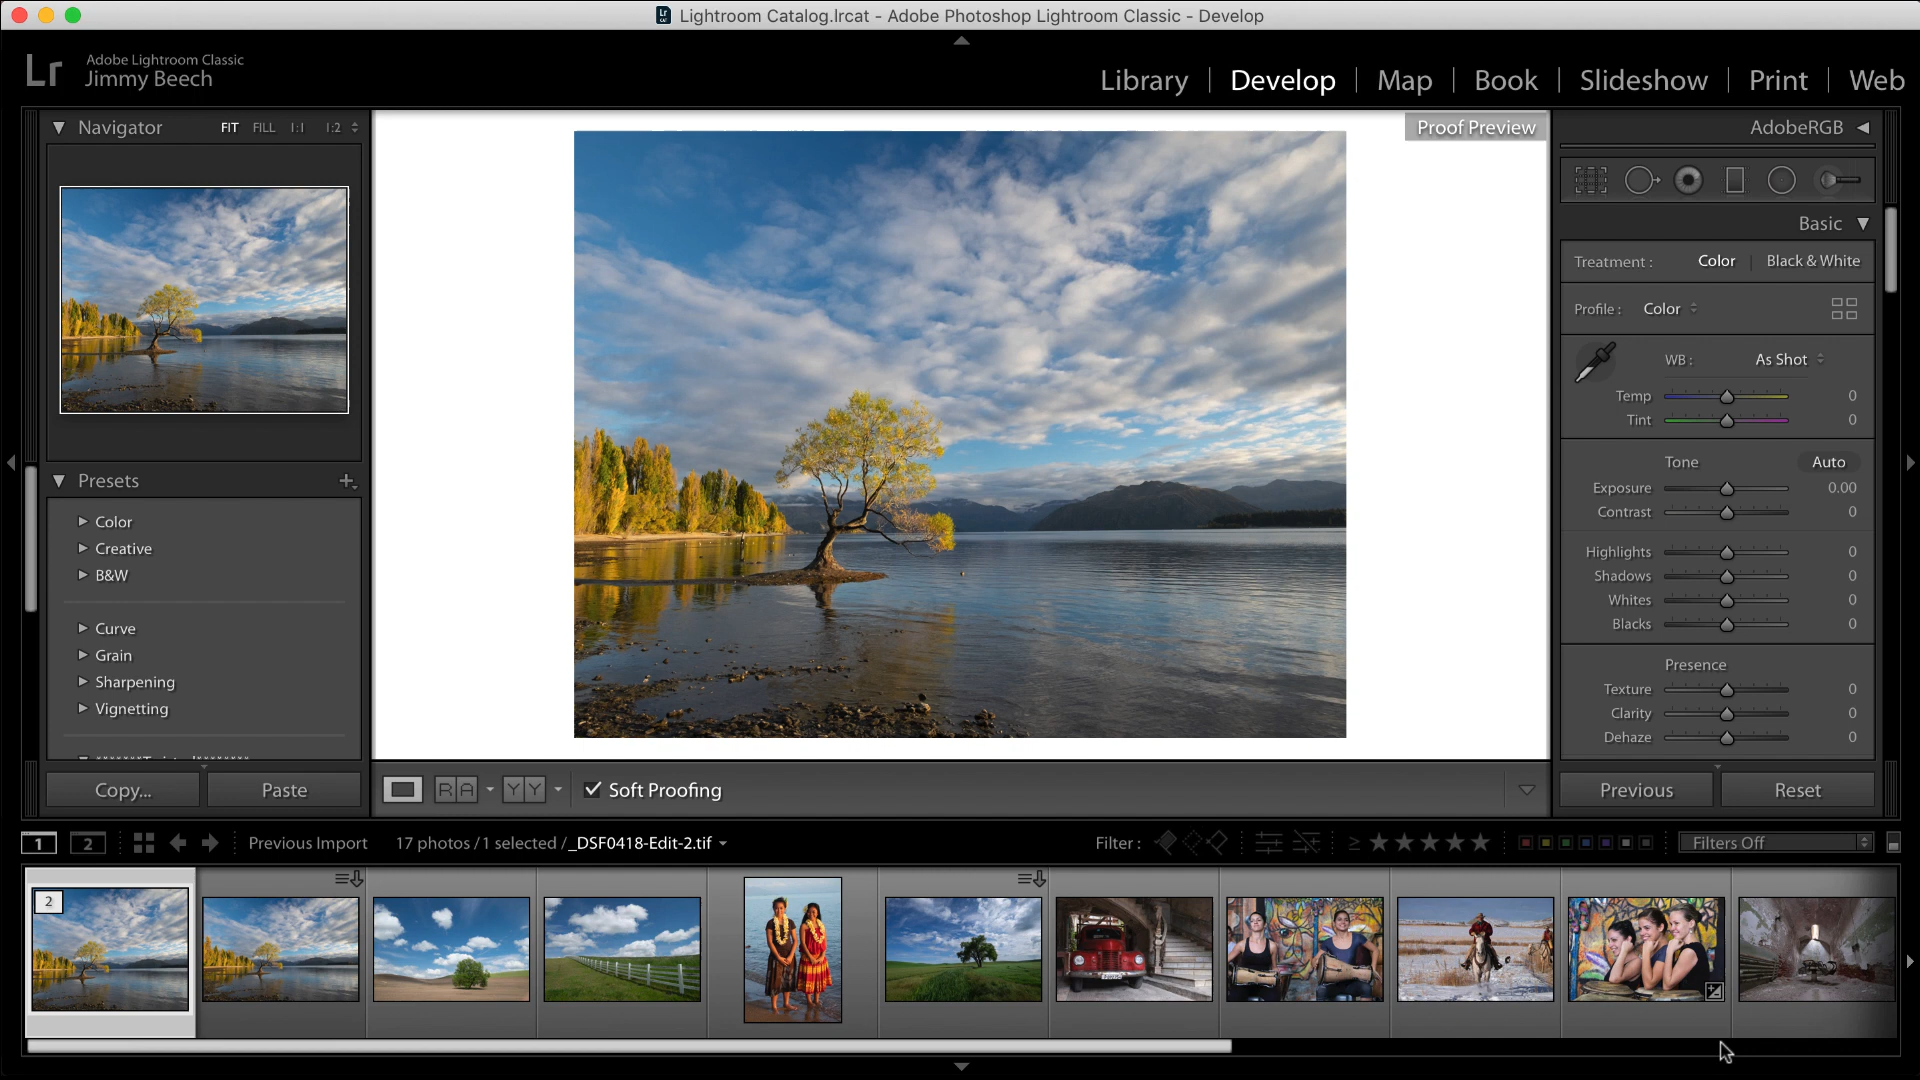 Lightroom Catalog.lrcat - Adobe Photoshop Lightroom Classic - Develop
Lr
Adobe Lightroom Classic
Jimmy Beech
Library | Develop | Map | Book | Slideshow | Print | Web
Navigator FIT FILL 1:1 1:2
Proof Preview
AdobeRGB
Basic
Treatment : Color | Black & White
Profile : Color
WB : As Shot
Temp 0
Tint 0
Tone Auto
Exposure 0.00
Contrast 0
Highlights 0
Shadows 0
Whites 0
Blacks 0
Presence
Texture 0
Clarity 0
Dehaze 0
Presets
Color
Creative
B&W
Curve
Grain
Sharpening
Vignetting
Copy... Paste
R A Y Y Soft Proofing
Previous Reset
1 2 Previous Import 17 photos / 1 selected / _DSF0418-Edit-2.tif Filter : ≥ ★★★★★ Filters Off
2